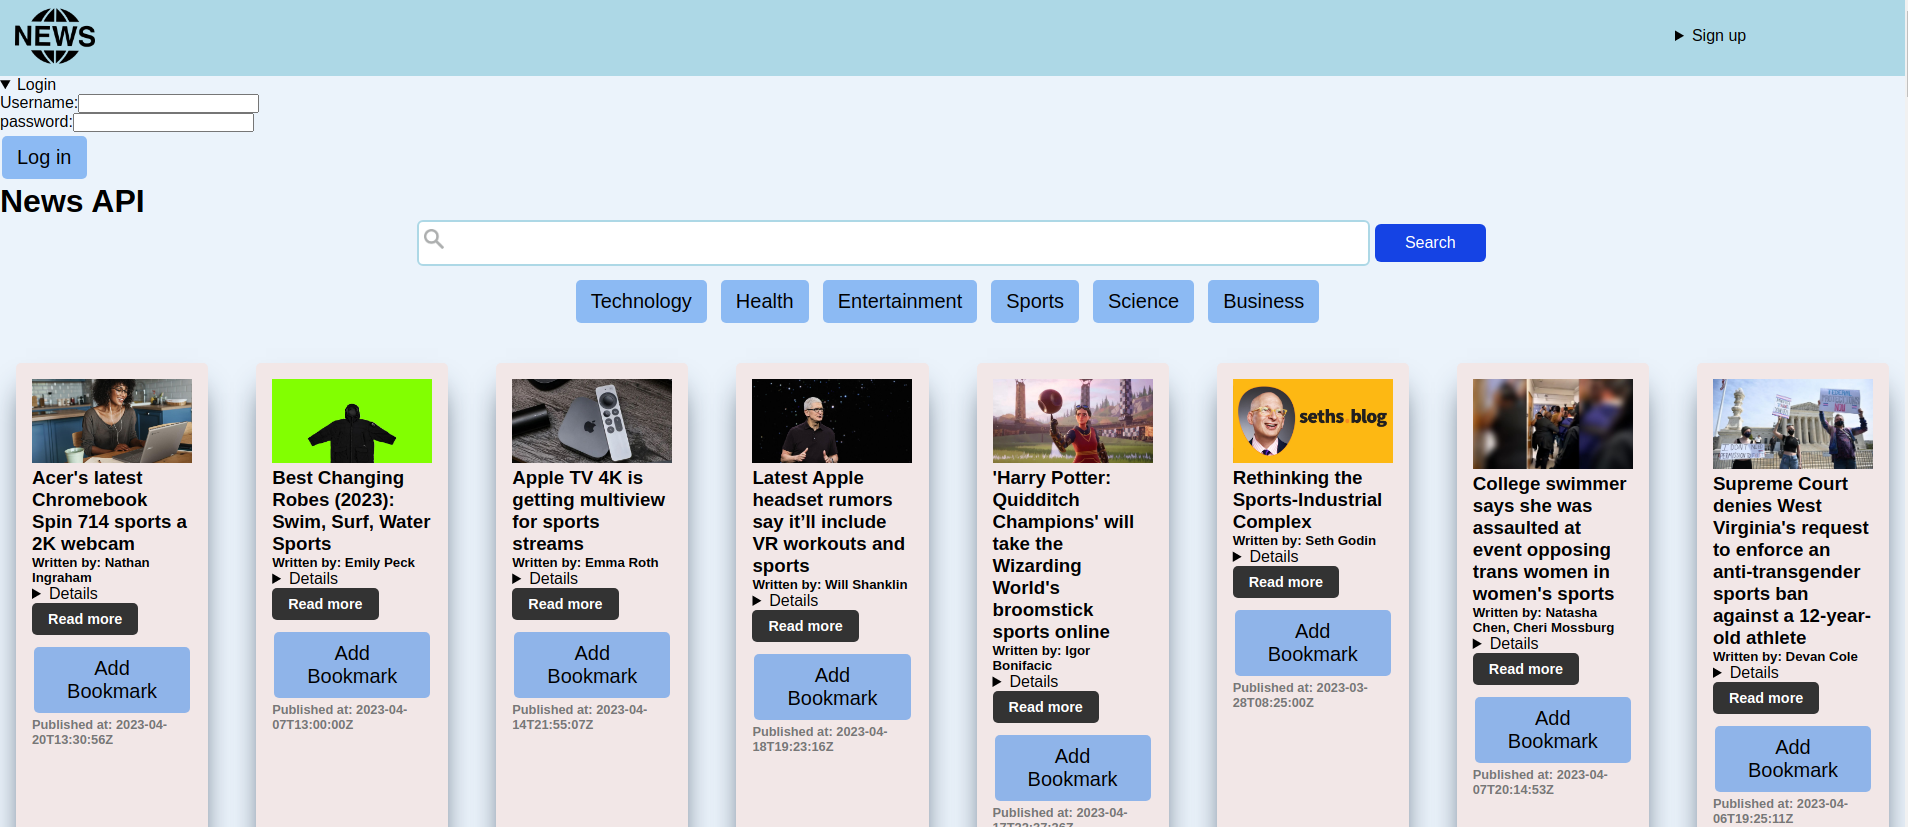 NEWS
Sign up
Login
Username:
password:
Log in
News API
Search
Technology Health Entertainment Sports Science Business
Acer's latest
Chromebook
Spin 714 sports a
2K webcam
Written by: Nathan
Ingraham
Details
Read more
Add
Bookmark
Published at: 2023-04-
20T13:30:56Z
Best Changing
Robes (2023):
Swim, Surf, Water
Sports
Written by: Emily Peck
Details
Read more
Add
Bookmark
Published at: 2023-04-
07T13:00:00Z
Apple TV 4K is
getting multiview
for sports
streams
Written by: Emma Roth
Details
Read more
Add
Bookmark
Published at: 2023-04-
14T21:55:07Z
Latest Apple
headset rumors
say it’ll include
VR workouts and
sports
Written by: Will Shanklin
Details
Read more
Add
Bookmark
Published at: 2023-04-
18T19:23:16Z
'Harry Potter:
Quidditch
Champions' will
take the
Wizarding
World's
broomstick
sports online
Written by: Igor
Bonifacic
Details
Read more
Add
Bookmark
Published at: 2023-04-
seths.blog
Rethinking the
Sports-Industrial
Complex
Written by: Seth Godin
Details
Read more
Add
Bookmark
Published at: 2023-03-
28T08:25:00Z
College swimmer
says she was
assaulted at
event opposing
trans women in
women's sports
Written by: Natasha
Chen, Cheri Mossburg
Details
Read more
Add
Bookmark
Published at: 2023-04-
07T20:14:53Z
Supreme Court
denies West
Virginia's request
to enforce an
anti-transgender
sports ban
against a 12-year-
old athlete
Written by: Devan Cole
Details
Read more
Add
Bookmark
Published at: 2023-04-
06T19:25:11Z